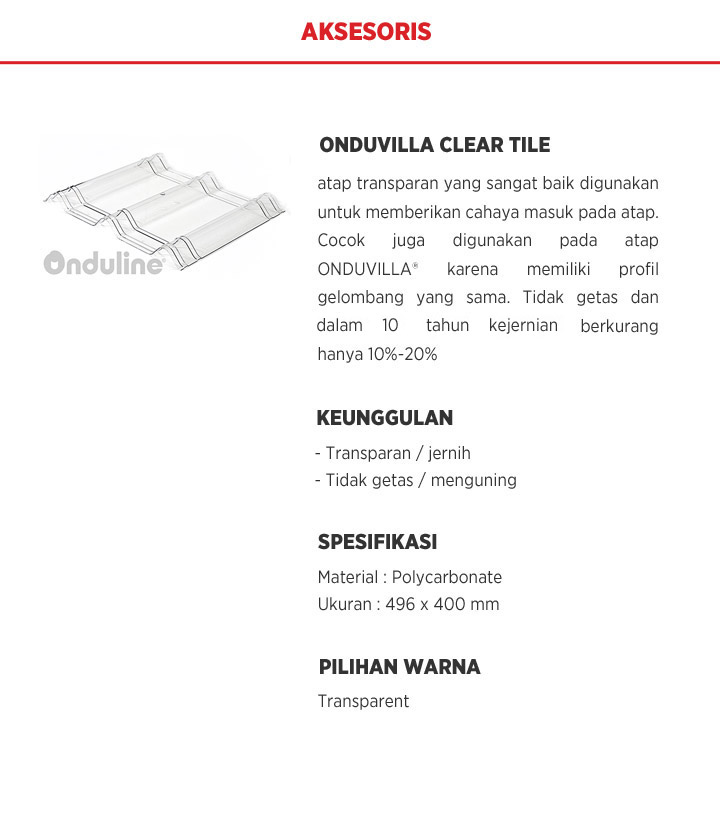 AKSESORIS
ONDUVILLA CLEAR TILE
atap transparan yang sangat baik digunakan
untuk memberikan cahaya masuk pada atap.
Cocok juga digunakan pada atap
ONDUVILLA® karena memiliki profil
gelombang yang sama. Tidak getas dan
dalam 10 tahun kejernian berkurang
hanya 10%-20%
Onduline
KEUNGGULAN
- Transparan / jernih
- Tidak getas / menguning
SPESIFIKASI
Material : Polycarbonate
Ukuran : 496 x 400 mm
PILIHAN WARNA
Transparent